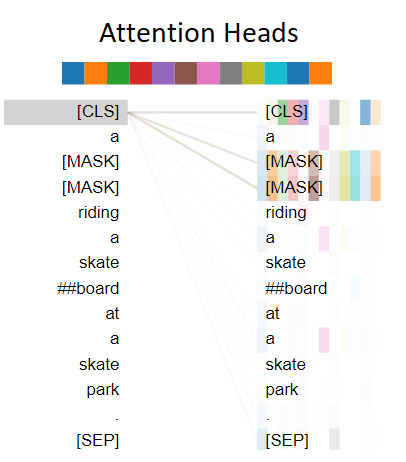 Attention Heads
[CLS] [CLS]
a a
[MASK] [MASK]
[MASK] [MASK]
riding riding
a a
skate skate
##board ##board
at at
a a
skate skate
park park
. .
[SEP] [SEP]